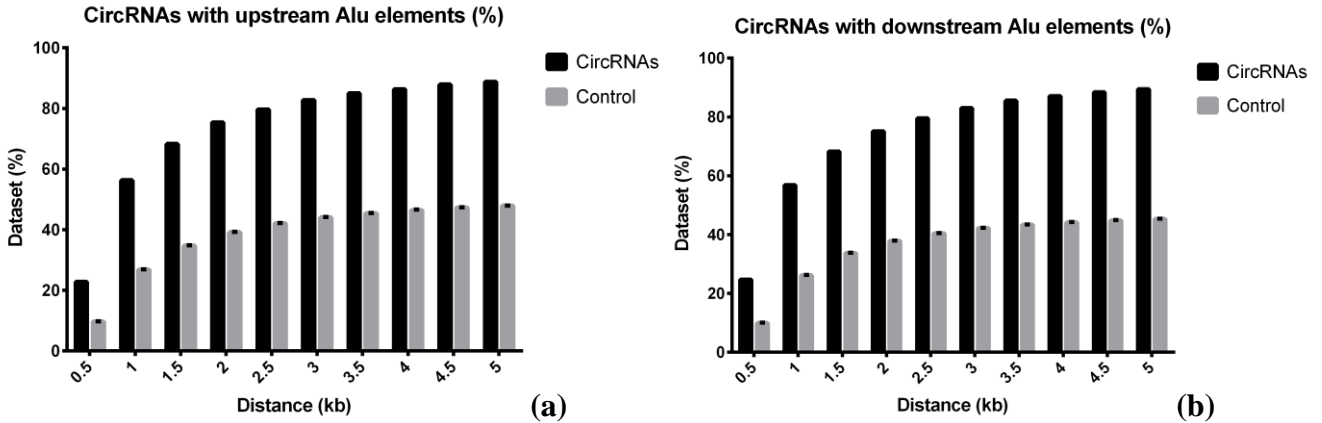 CircRNAs with upstream Alu elements (%)
Dataset (%)
100
80
60
40
20
0
0.5 1 1.5 2 2.5 3 3.5 4 4.5 5
Distance (kb)
CircRNAs
Control
(a)
CircRNAs with downstream Alu elements (%)
Dataset (%)
100
80
60
40
20
0
0.5 1 1.5 2 2.5 3 3.5 4 4.5 5
Distance (kb)
CircRNAs
Control
(b)